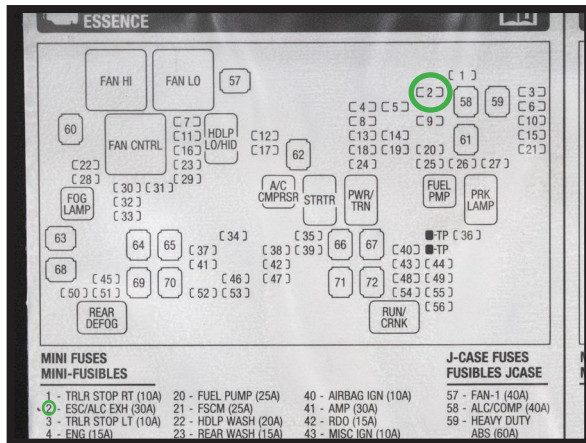 ESSENCE
FAN HI FAN LO 57
1
2 58 59 3
4 5 6
60 FAN CNTRL 7 HDLP LO/HID 8 9 10
11 12 13 14 61 15
16 17 62 18 19 20 21
22 23 24 25 26 27
28 29
FOG LAMP 30 31 A/C CMPRSR STRTR PWR/TRN FUEL PMP PRK LAMP
32
33
63 64 65 34 35 66 67 -TP 36
37 38 39 40 -TP
68 41 42 43 44
45 69 70 46 47 71 72 48 49
50 51 52 53 54 55
REAR DEFOG RUN/CRNK 56
MINI FUSES
MINI-FUSIBLES
1 - TRLR STOP RT (10A)
2 - ESC/ALC EXH (30A)
3 - TRLR STOP LT (10A)
4 - ENG (15A)
20 - FUEL PUMP (25A)
21 - FSCM (25A)
22 - HDLP WASH (20A)
23 - REAR WASH (15A)
40 - AIRBAG IGN (10A)
41 - AMP (30A)
42 - RDO (15A)
43 - MISC IGN (10A)
J-CASE FUSES
FUSIBLES JCASE
57 - FAN-1 (40A)
58 - ALC/COMP (40A)
59 - HEAVY DUTY
ABS (60A)